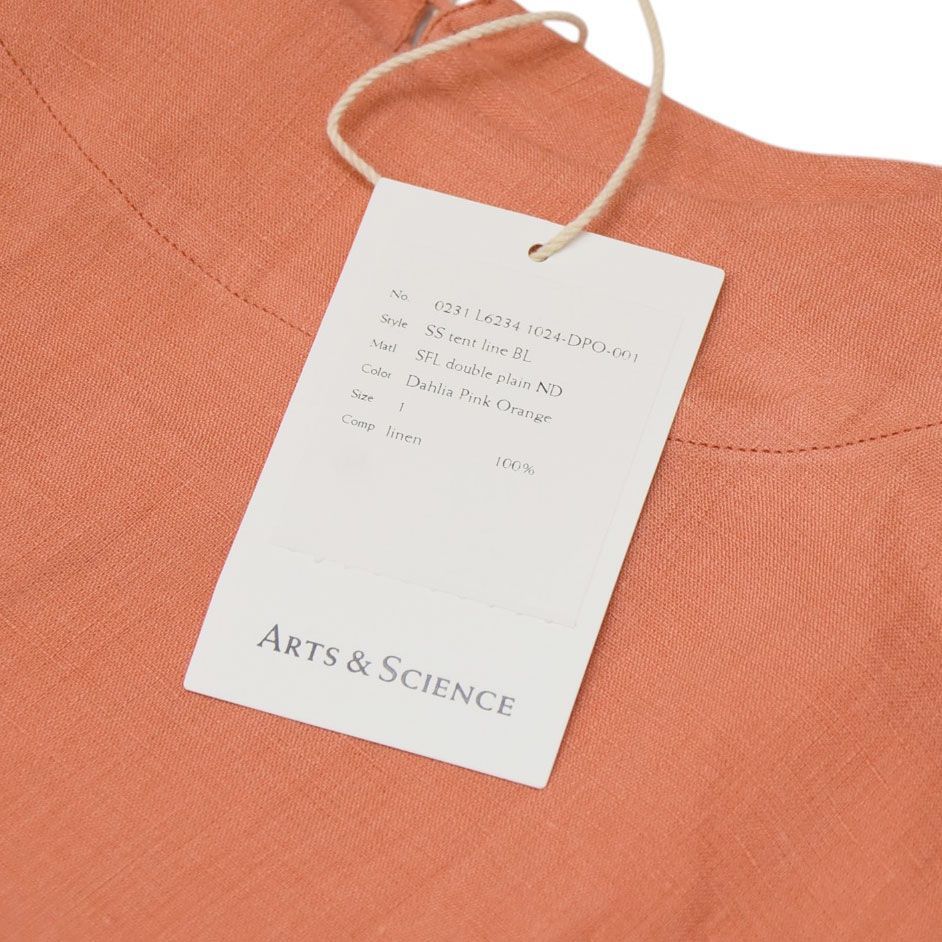 No. 0231 L6234 1024-DPO-001
Style SS tent line BL
Matl SFL double plain ND
Color Dahlia Pink Orange
Size 1
Comp linen 100%
ARTS & SCIENCE